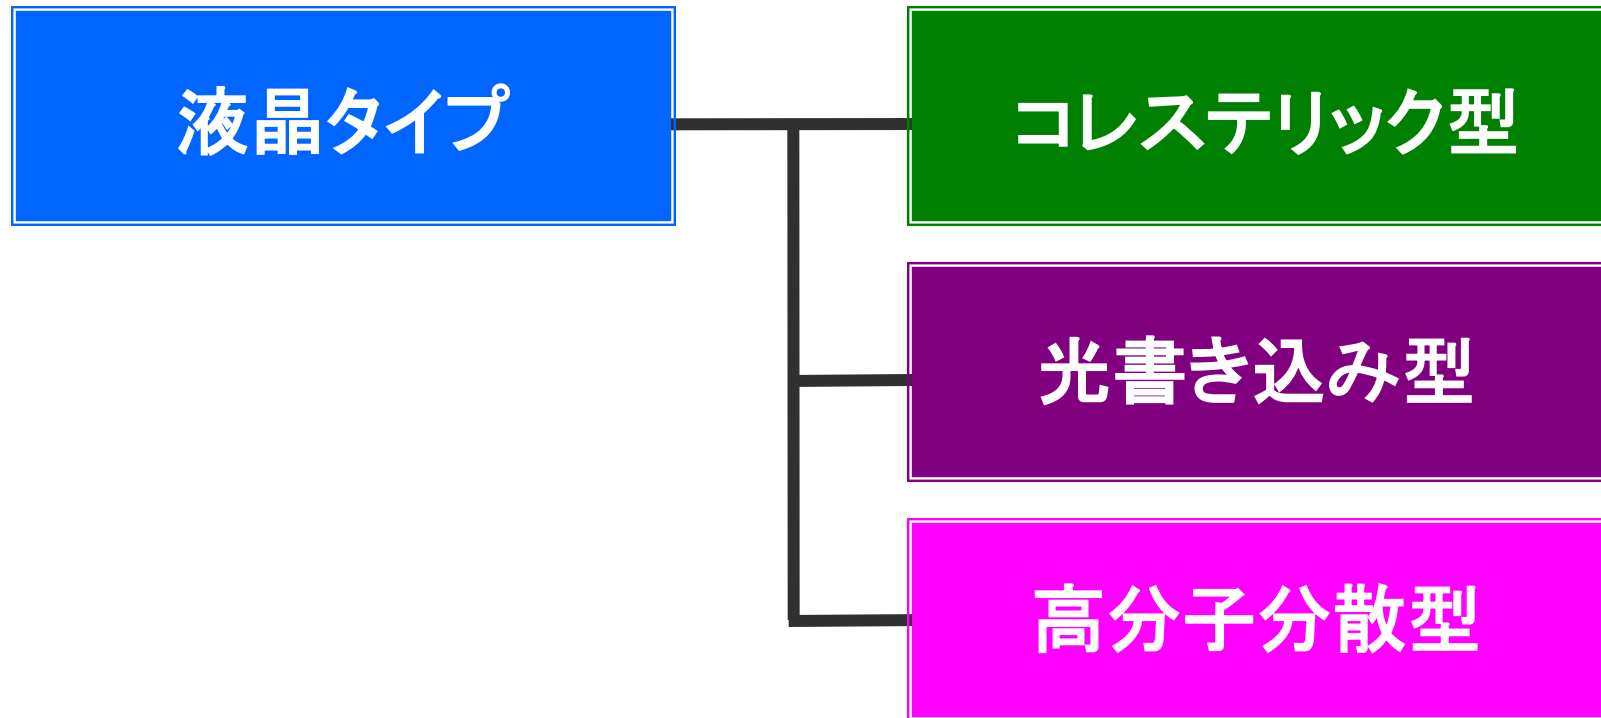 液晶タイプ
コレステリック型
光書き込み型
高分子分散型